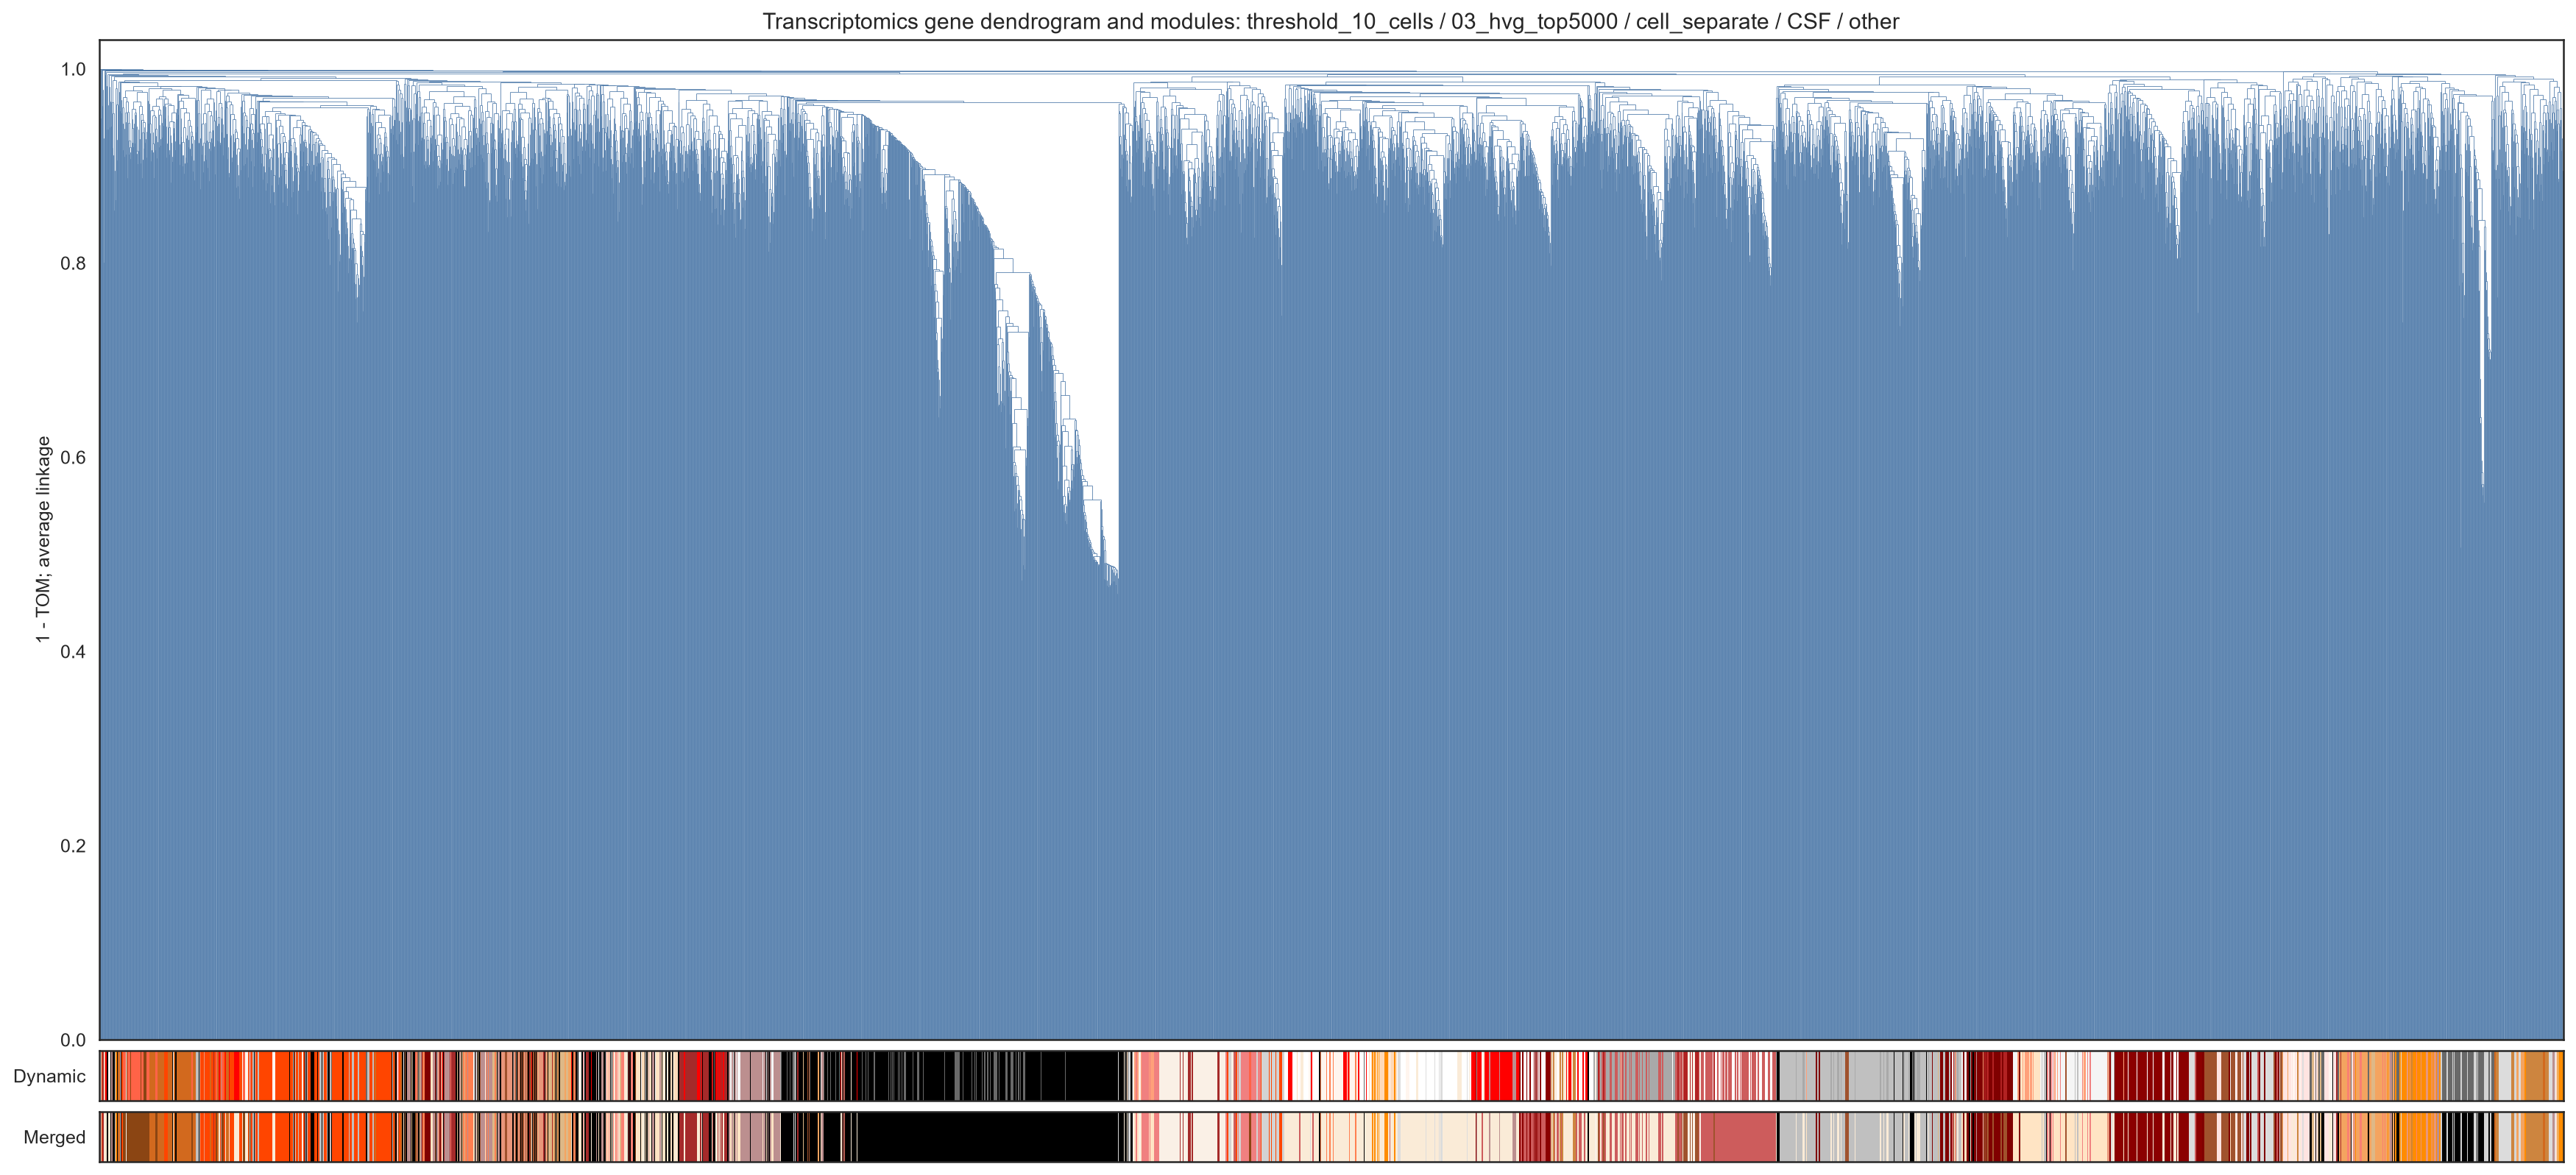 Transcriptomics gene dendrogram and modules: threshold_10_cells / 03_hvg_top5000 / cell_separate / CSF / other
1.0
0.8
0.6
0.4
0.2
0.0
1 - TOM; average linkage
Dynamic
Merged